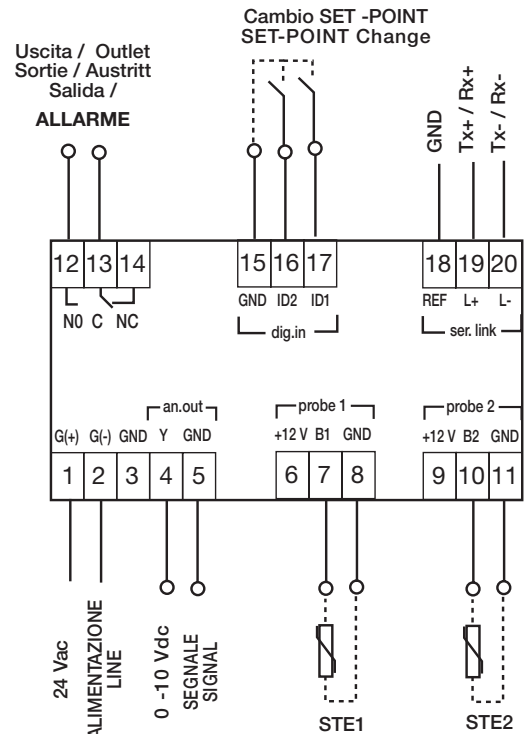 Cambio SET -POINT
SET-POINT Change
Uscita / Outlet
Sortie / Austritt
Salida /
ALLARME
GND
Tx+ / Rx+
Tx- / Rx-
12 13 14
15 16 17
18 19 20
N0 C NC
GND ID2 ID1
dig.in
REF L+ L-
ser. link
an.out
probe 1
probe 2
G(+) G(-) GND Y GND
+12 V B1 GND
+12 V B2 GND
1 2 3 4 5
6 7 8
9 10 11
24 Vac
ALIMENTAZIONE
LINE
0 -10 Vdc
SEGNALE
SIGNAL
STE1
STE2